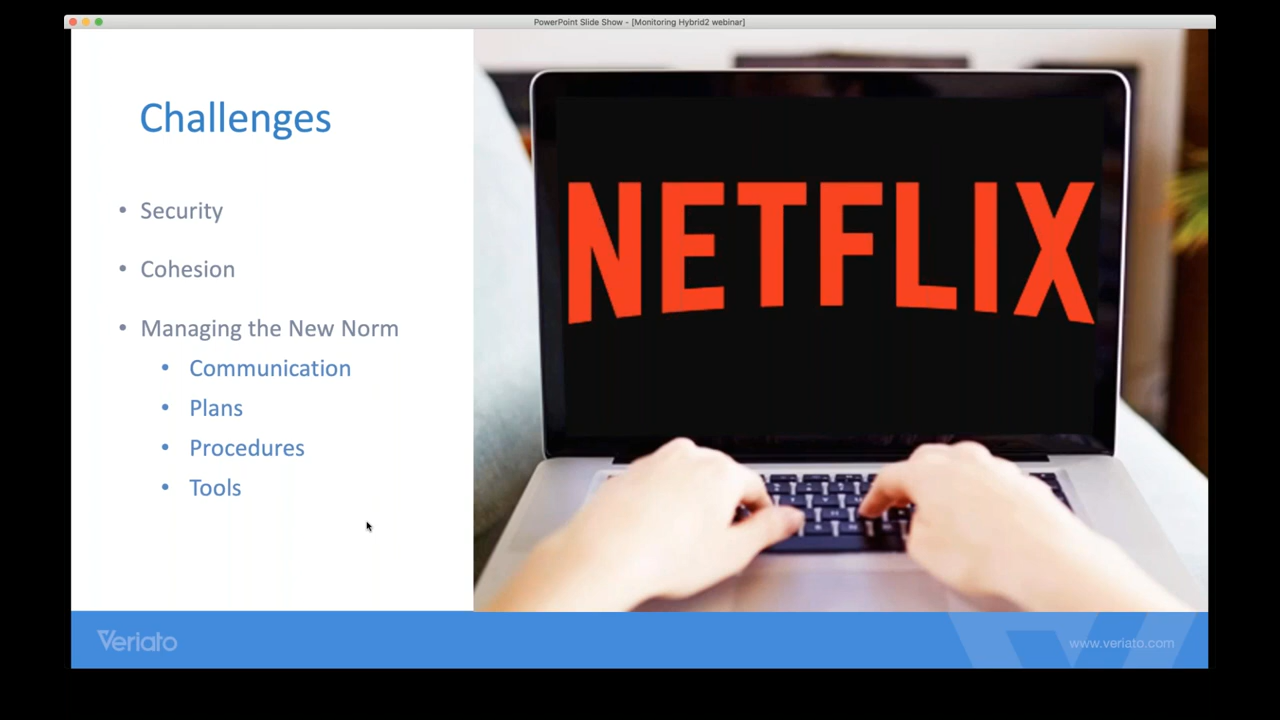 PowerPoint Slide Show - [Monitoring Hybrid2 webinar]
Challenges
• Security
• Cohesion
• Managing the New Norm
• Communication
• Plans
• Procedures
• Tools
NETFLIX
Veriato
www.veriato.com